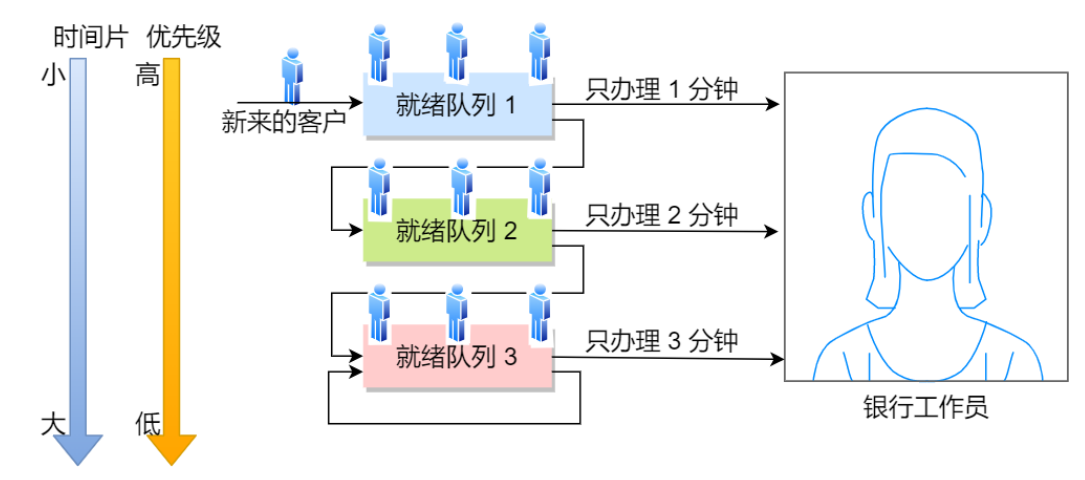 时间片 优先级
小 高
新来的客户
就绪队列 1
只办理 1 分钟
就绪队列 2
只办理 2 分钟
就绪队列 3
只办理 3 分钟
大 低
银行工作员